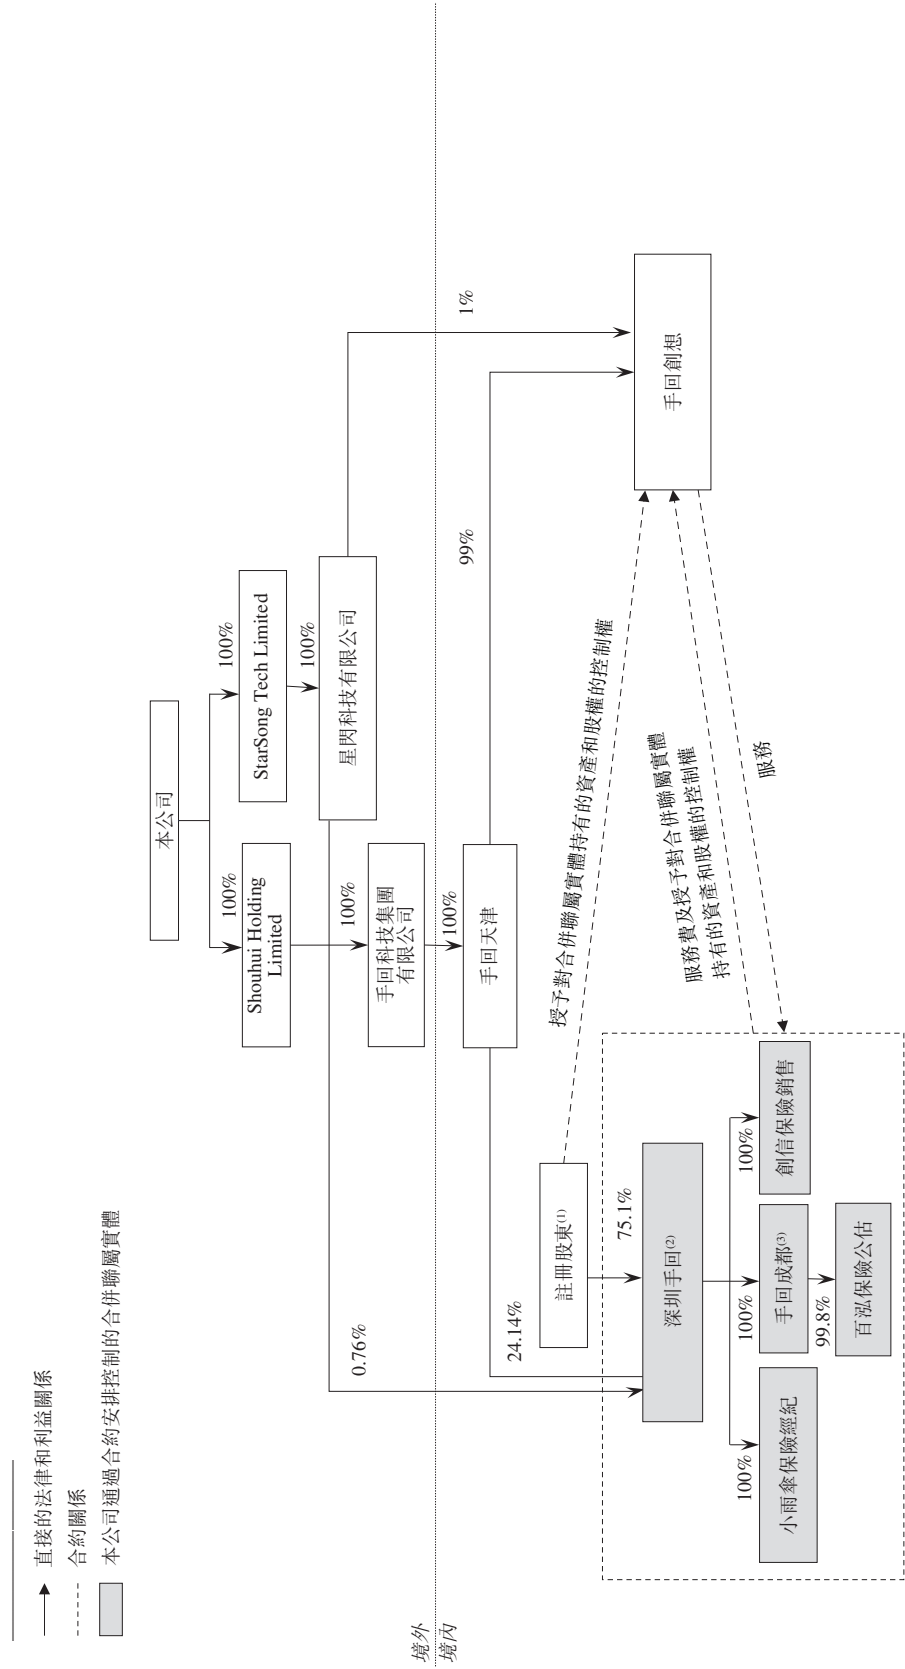 直接的法律和利益關係
合約關係
本公司通過合約安排控制的合併聯屬實體
本公司
100%
100%
Shouhui Holding
Limited
StarSong Tech Limited
100%
100%
手回科技集團
有限公司
星閃科技有限公司
境外
境內
100%
0.76%
1%
手回天津
99%
24.14%
註冊股東(1)
75.1%
授予對合併聯屬實體持有的資產和股權的控制權
手回創想
深圳手回(2)
服務費及授予對合併聯屬實體
持有的資產和股權的控制權
服務
100%
100%
100%
小雨傘保險經紀
手回成都(3)
創信保險銷售
99.8%
百泓保險公估